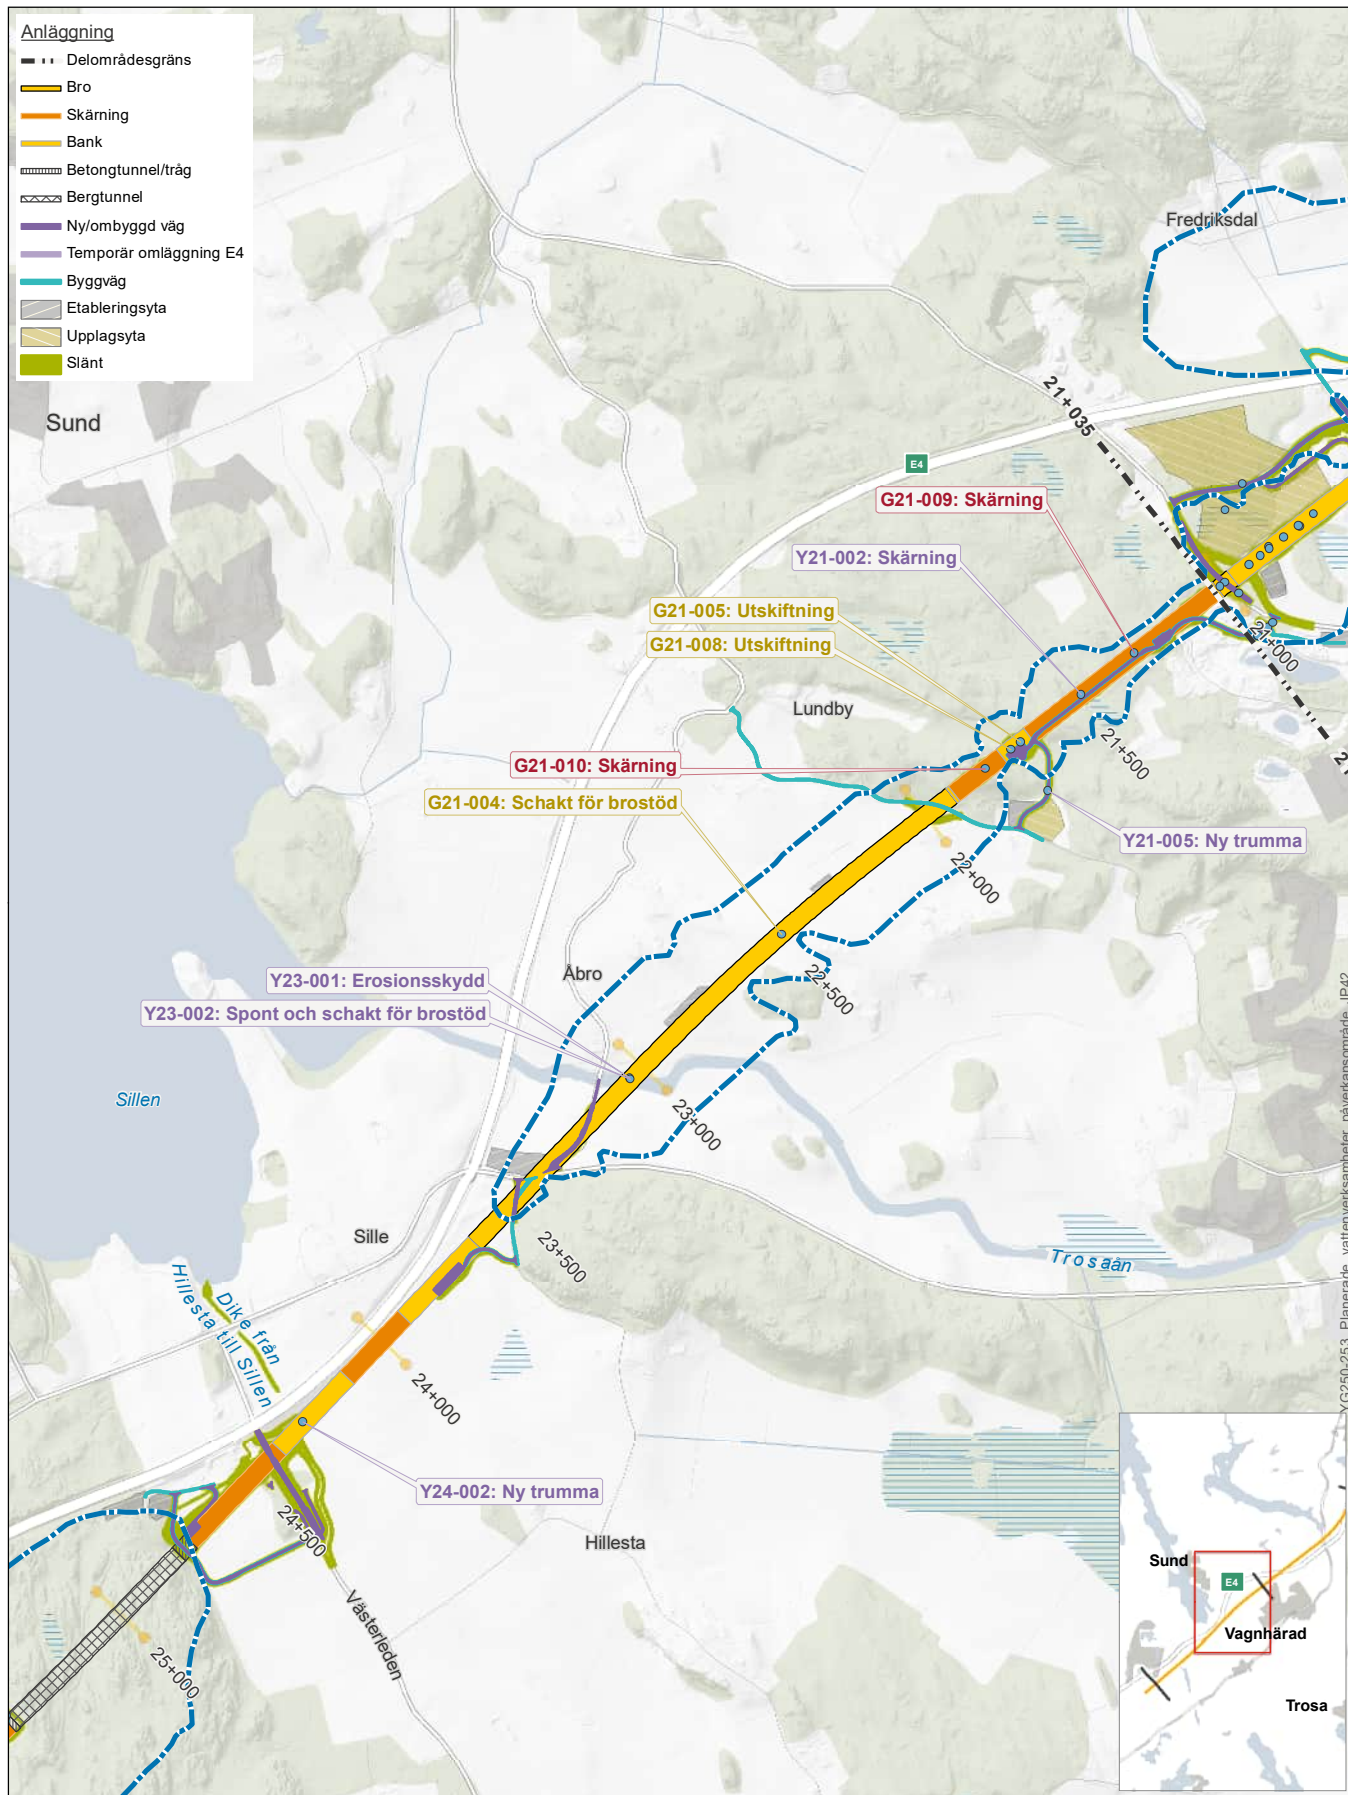 Anläggning
Delområdesgräns
Bro
Skärning
Bank
Betongtunnel/tråg
Bergtunnel
Ny/ombyggd väg
Temporär omläggning E4
Byggväg
Etableringsyta
Upplagsyta
Slänt
Fredriksdal
21+035
Sund
E4
G21-009: Skärning
Y21-002: Skärning
G21-005: Utskiftning
G21-008: Utskiftning
21+000
Lundby
21+500
G21-010: Skärning
G21-004: Schakt för brostöd
Y21-005: Ny trumma
22+000
Åbro
22+500
Y23-001: Erosionsskydd
Y23-002: Spont och schakt för brostöd
Sillen
23+000
Sille
23+500
Trosaån
Dike från
Hillesta till Sillen
24+000
Y24-002: Ny trumma
24+500
Hillesta
Västerleden
25+000
YG250-253_Planerade_vattenverksamheter_påverkansområde_JP42
Sund
E4
Vagnhärad
Trosa